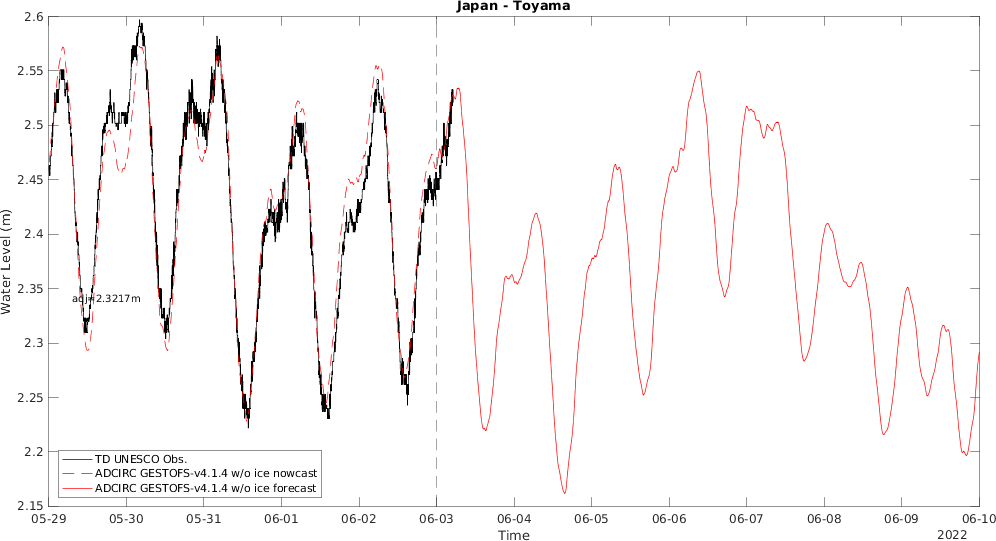 Japan - Toyama
2.6
2.55
2.5
2.45
2.4
2.35
2.3
2.25
2.2
2.15
Water Level (m)
adj=2.3217m
TD UNESCO Obs.
ADCIRC GESTOFS-v4.1.4 w/o ice nowcast
ADCIRC GESTOFS-v4.1.4 w/o ice forecast
05-29 05-30 05-31 06-01 06-02 06-03 06-04 06-05 06-06 06-07 06-08 06-09 06-10
Time
2022